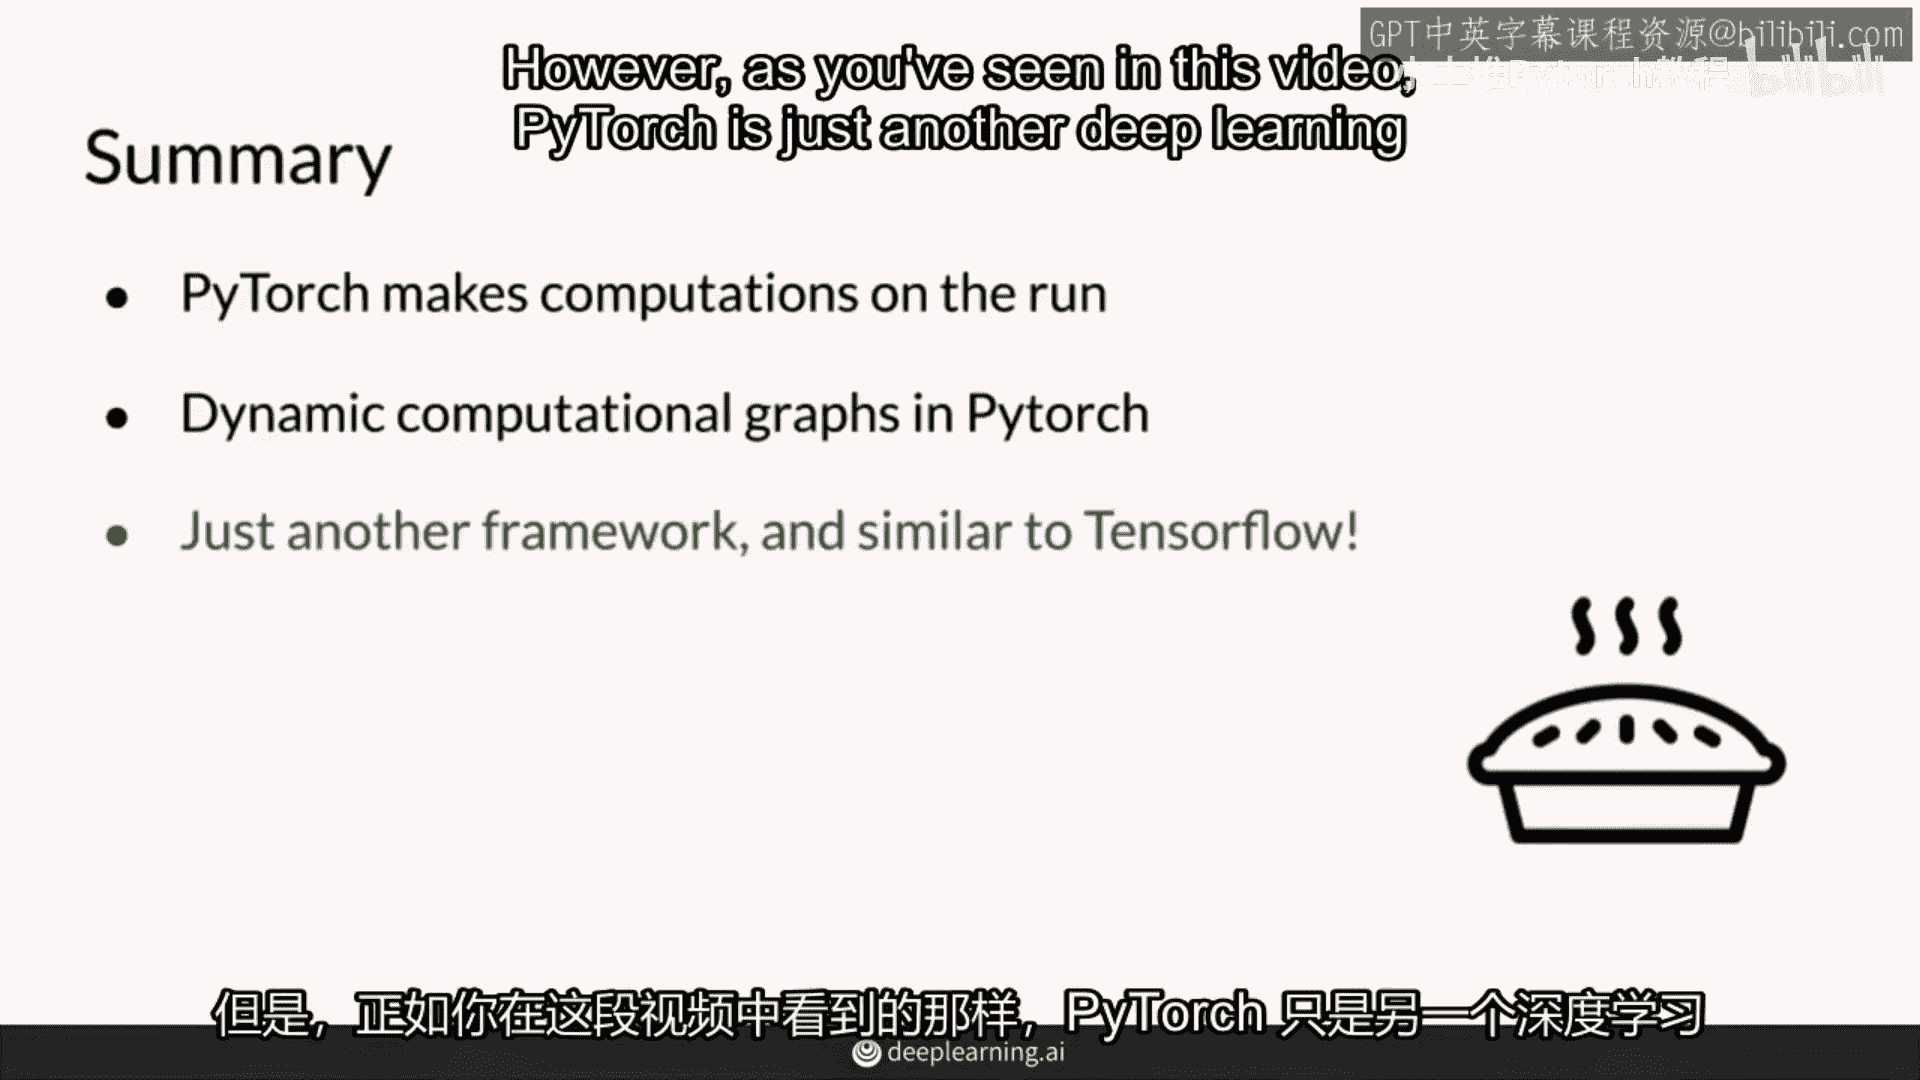 GPT中英字幕课程资源@bilibili.com
However, as you've seen in this video,
PyTorch is just another deep learning
Summary
● PyTorch makes computations on the run
● Dynamic computational graphs in Pytorch
● Just another framework, and similar to Tensorflow!
但是，正如你在这段视频中看到的那样，PyTorch 只是另一个深度学习
deeplearning.ai